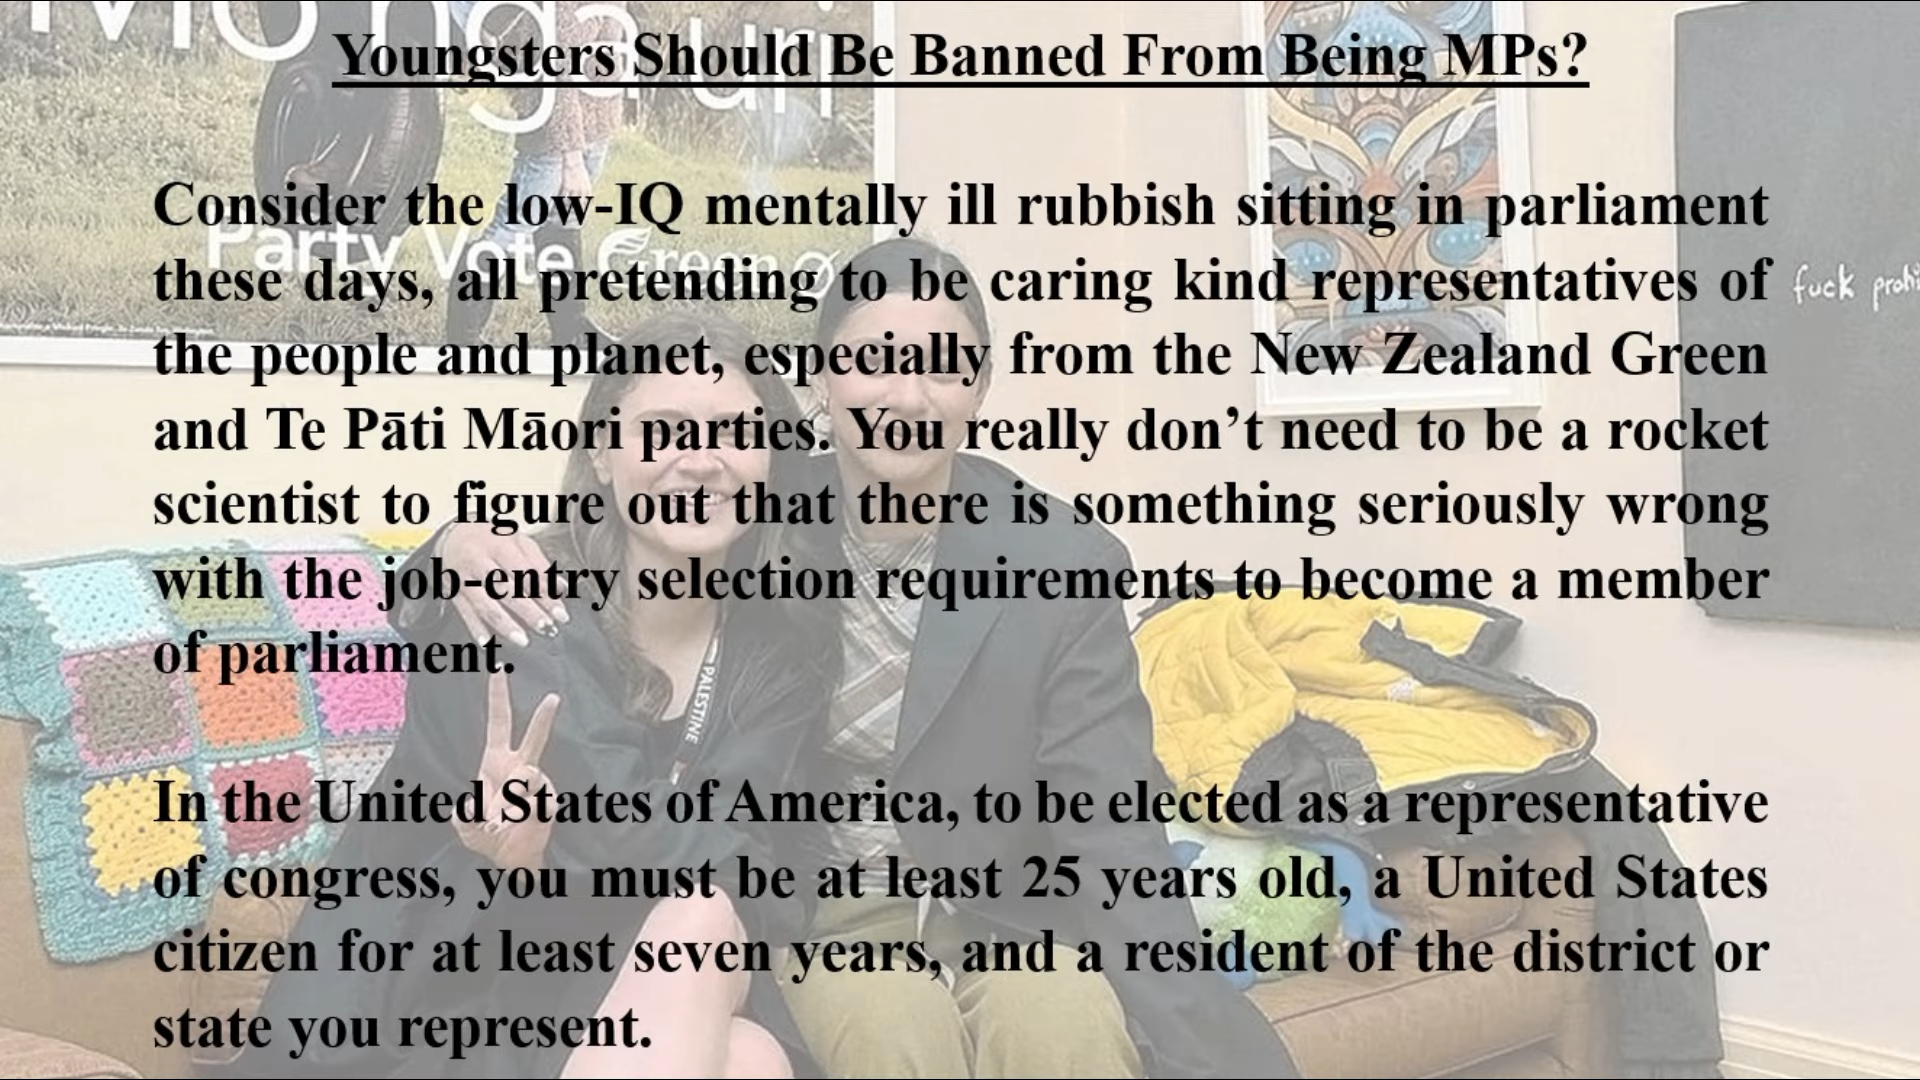 Youngsters Should Be Banned From Being MPs?
Consider the low-IQ mentally ill rubbish sitting in parliament
these days, all pretending to be caring kind representatives of
the people and planet, especially from the New Zealand Green
and Te Pāti Māori parties. You really don’t need to be a rocket
scientist to figure out that there is something seriously wrong
with the job-entry selection requirements to become a member
of parliament.
In the United States of America, to be elected as a representative
of congress, you must be at least 25 years old, a United States
citizen for at least seven years, and a resident of the district or
state you represent.
Party Vote Green
fuck
PALESTINE